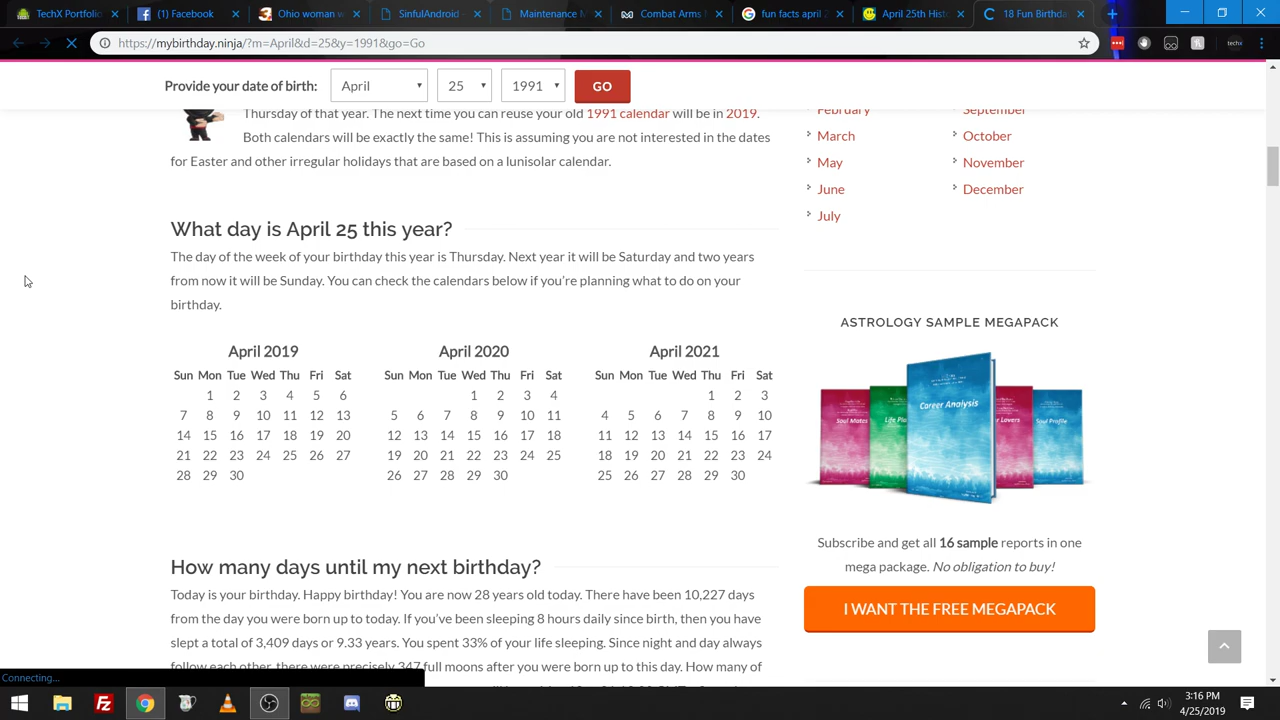 TechX Portfolio
(1) Facebook
Ohio woman w
SinfulAndroid -
Maintenance M
Combat Arms
fun facts april 2
April 25th Hist
18 Fun Birthda
https://mybirthday.ninja/?m=April&d=25&y=1991&go=Go
techx
Provide your date of birth: April 25 1991 GO
Thursday of that year. The next time you can reuse your old 1991 calendar will be in 2019.
Both calendars will be exactly the same! This is assuming you are not interested in the dates
for Easter and other irregular holidays that are based on a lunisolar calendar.
What day is April 25 this year?
The day of the week of your birthday this year is Thursday. Next year it will be Saturday and two years
from now it will be Sunday. You can check the calendars below if you're planning what to do on your
birthday.
April 2019
Sun Mon Tue Wed Thu Fri Sat
1 2 3 4 5 6
7 8 9 10 11 12 13
14 15 16 17 18 19 20
21 22 23 24 25 26 27
28 29 30
April 2020
Sun Mon Tue Wed Thu Fri Sat
1 2 3 4
5 6 7 8 9 10 11
12 13 14 15 16 17 18
19 20 21 22 23 24 25
26 27 28 29 30
April 2021
Sun Mon Tue Wed Thu Fri Sat
1 2 3
4 5 6 7 8 9 10
11 12 13 14 15 16 17
18 19 20 21 22 23 24
25 26 27 28 29 30
How many days until my next birthday?
Today is your birthday. Happy birthday! You are now 28 years old today. There have been 10,227 days
from the day you were born up to today. If you've been sleeping 8 hours daily since birth, then you have
slept a total of 3,409 days or 9.33 years. You spent 33% of your life sleeping. Since night and day always
follow each other, there were precisely 347 full moons after you were born up to this day. How many of
February
September
March
October
May
November
June
December
July
ASTROLOGY SAMPLE MEGAPACK
Soul Mates
Career Analysis
Lovers
Soul Profile
Subscribe and get all 16 sample reports in one
mega package. No obligation to buy!
I WANT THE FREE MEGAPACK
Connecting...
3:16 PM
4/25/2019